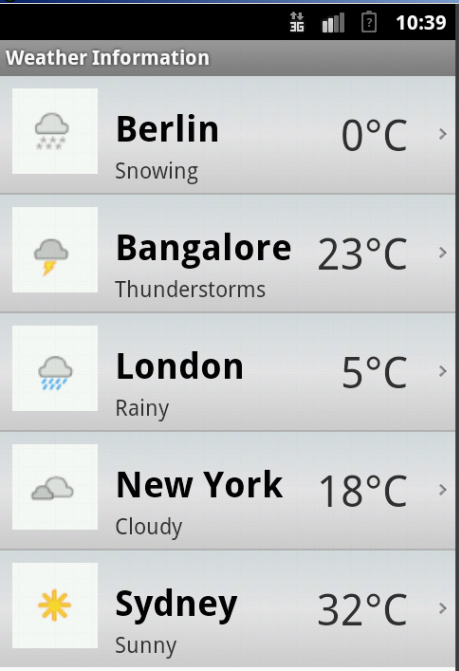 3G
10:39
Weather Information
Berlin
0°C
Snowing
Bangalore
23°C
Thunderstorms
London
5°C
Rainy
New York
18°C
Cloudy
Sydney
32°C
Sunny